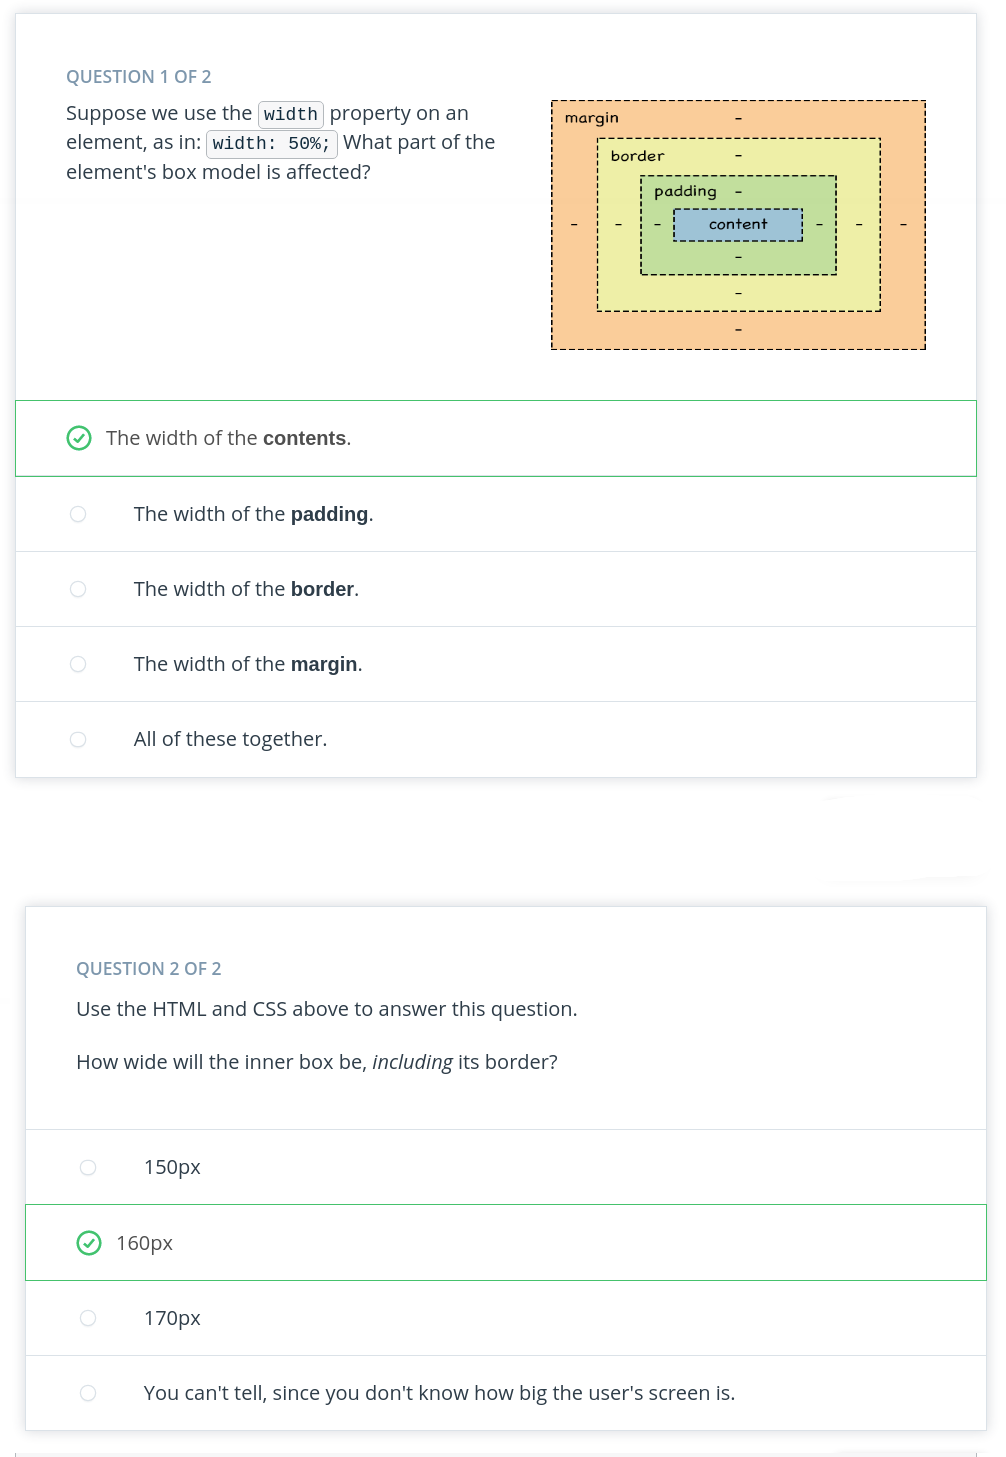 QUESTION 1 OF 2
Suppose we use the width property on an
element, as in: width: 50%; What part of the
element's box model is affected?
margin -
border -
padding -
- - - content - - -
-
-
-
The width of the contents.
The width of the padding.
The width of the border.
The width of the margin.
All of these together.
QUESTION 2 OF 2
Use the HTML and CSS above to answer this question.
How wide will the inner box be, including its border?
150px
160px
170px
You can't tell, since you don't know how big the user's screen is.